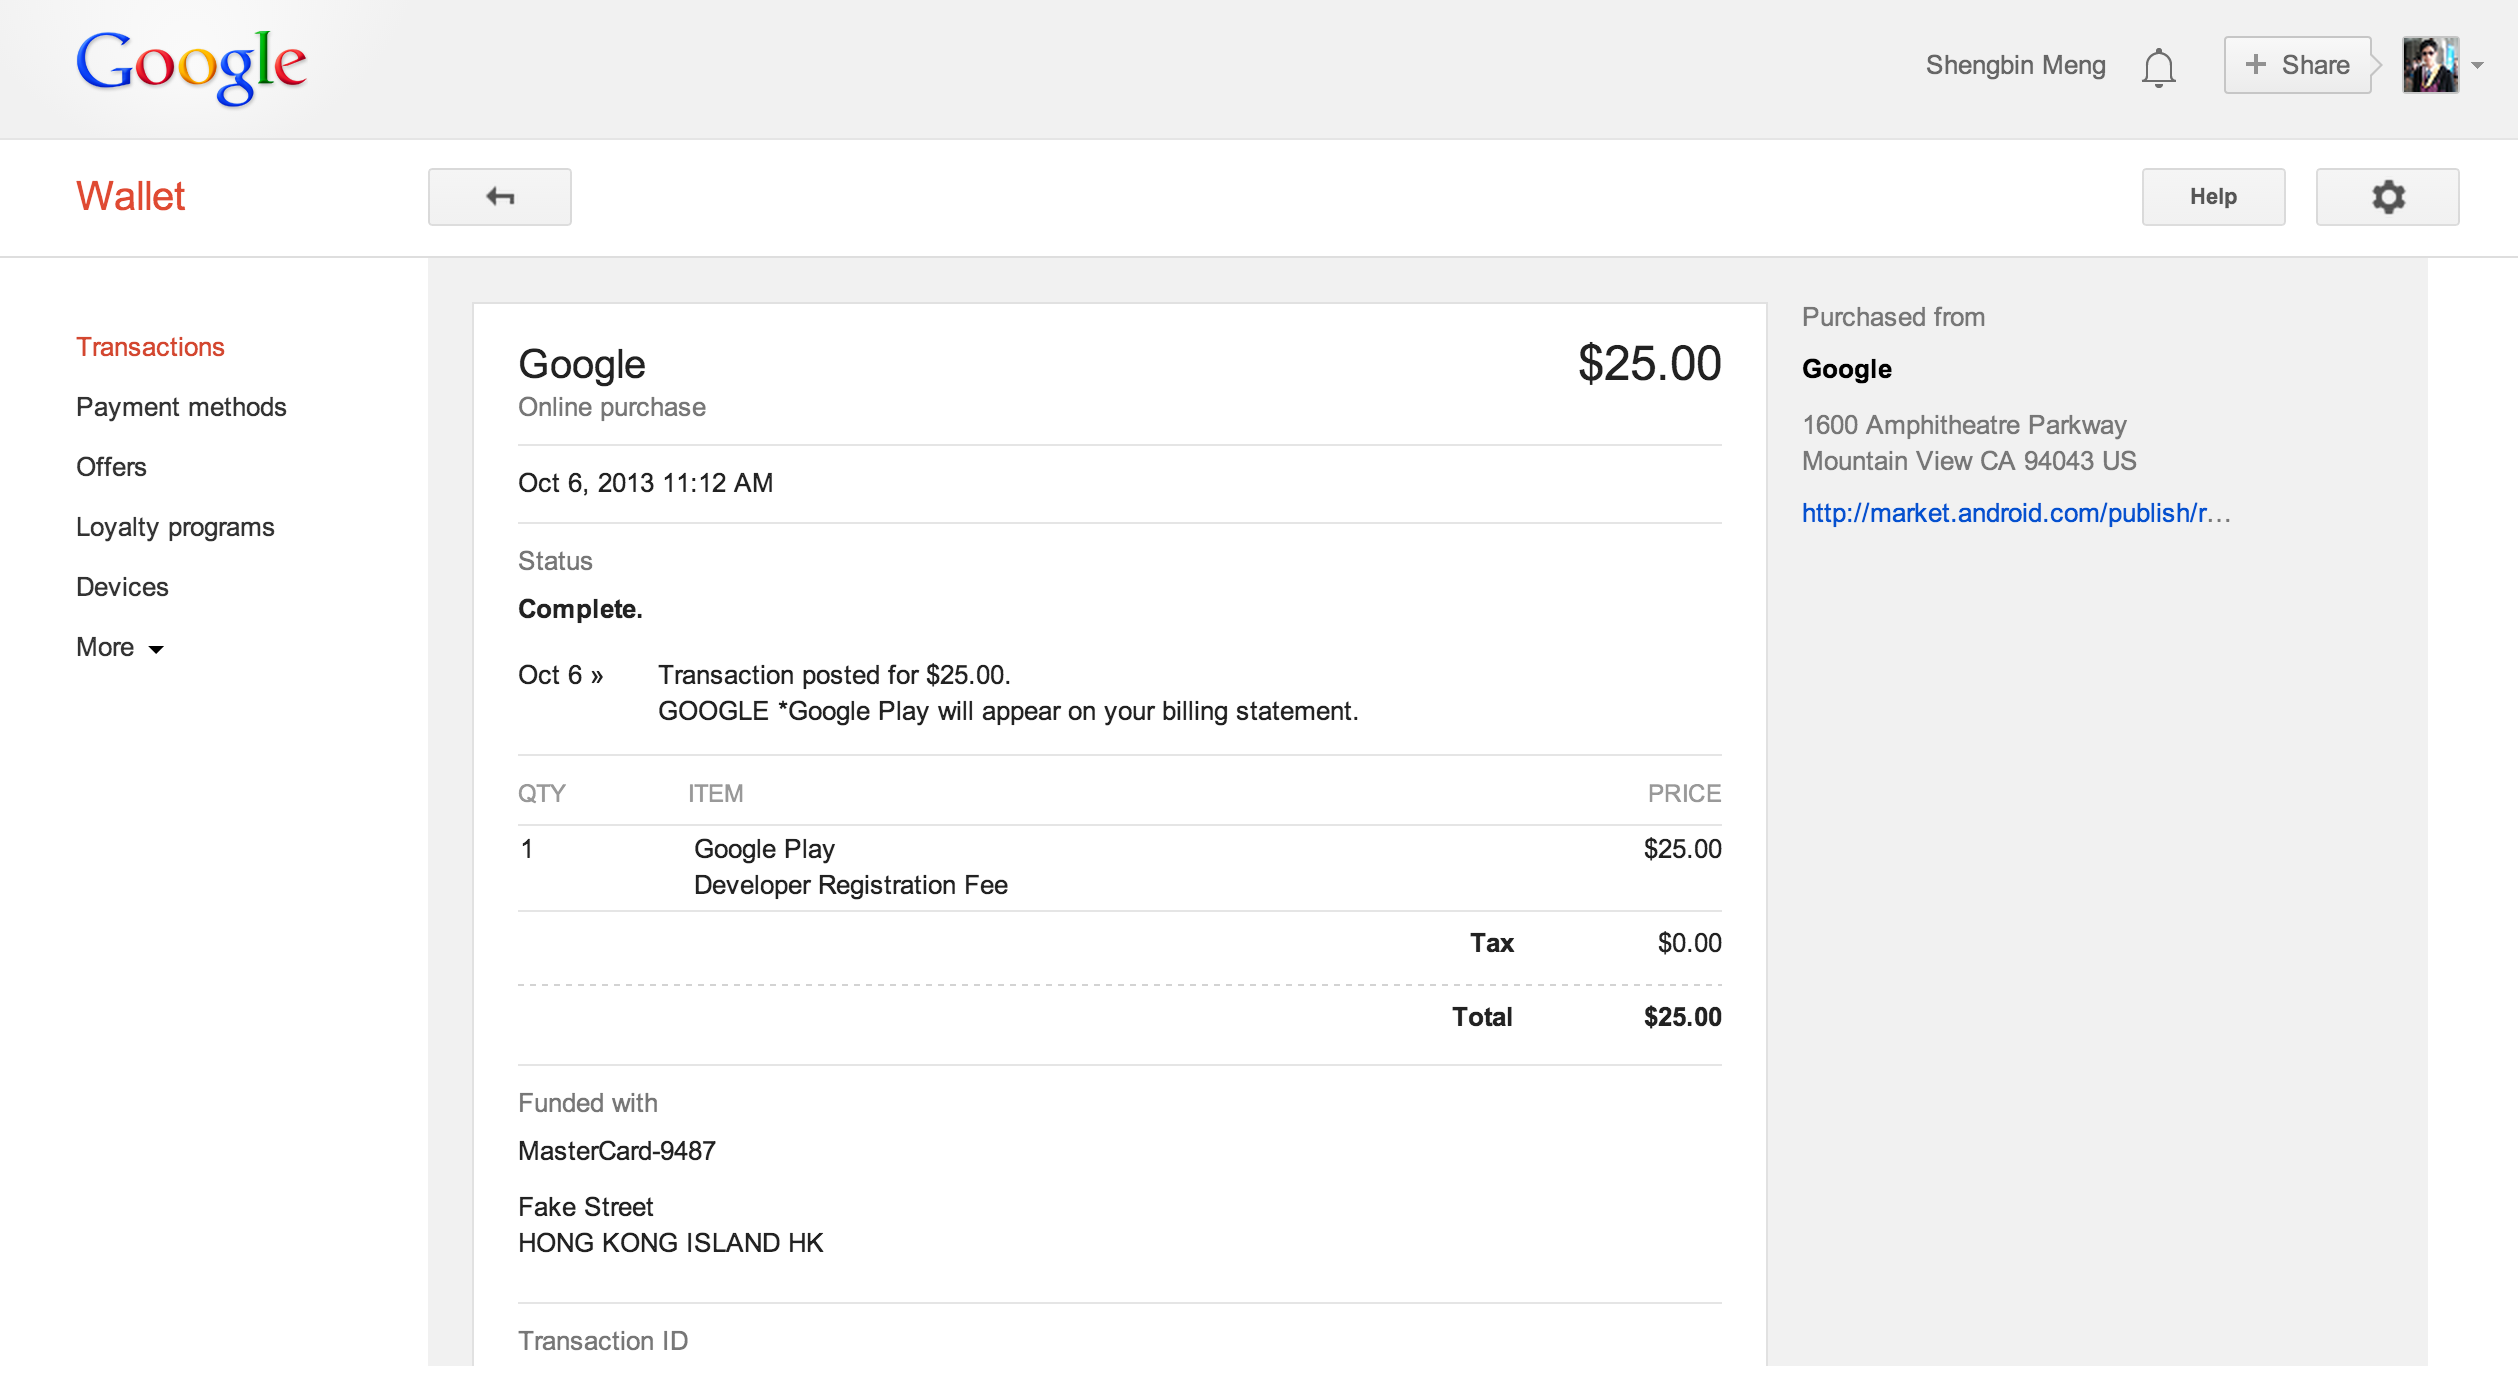 Google
Shengbin Meng
+ Share
Wallet
Help
Transactions
Payment methods
Offers
Loyalty programs
Devices
More
Google
$25.00
Online purchase
Oct 6, 2013 11:12 AM
Status
Complete.
Oct 6 » Transaction posted for $25.00.
GOOGLE *Google Play will appear on your billing statement.
QTY ITEM PRICE
1 Google Play $25.00
Developer Registration Fee
Tax $0.00
Total $25.00
Funded with
MasterCard-9487
Fake Street
HONG KONG ISLAND HK
Transaction ID
Purchased from
Google
1600 Amphitheatre Parkway
Mountain View CA 94043 US
http://market.android.com/publish/r...